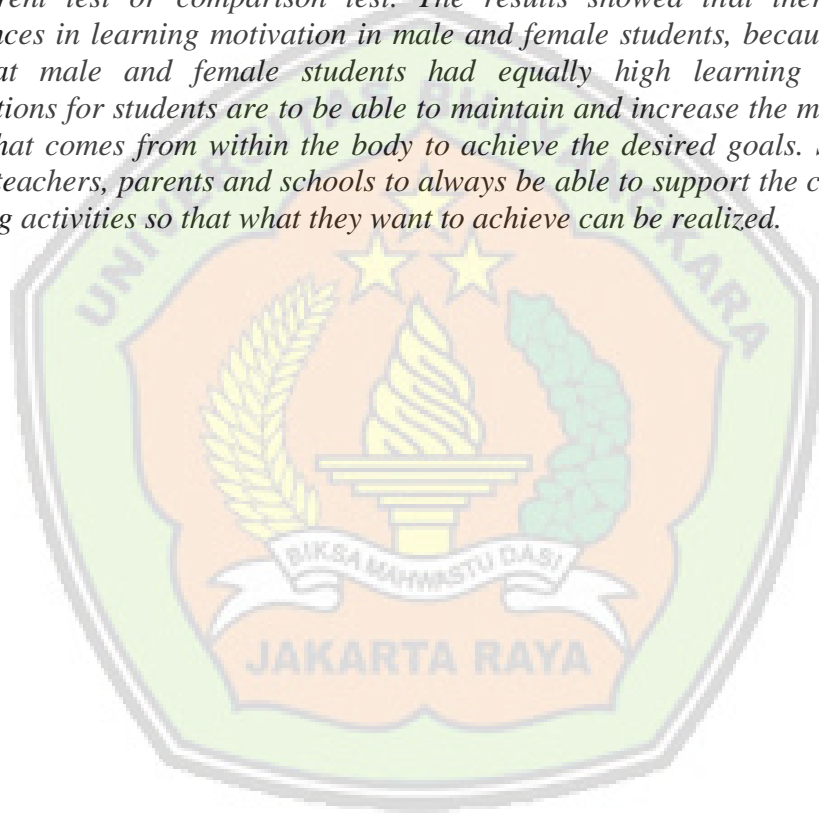 rent test or comparison test. The results showed that ther
nces in learning motivation in male and female students, becau
at male and female students had equally high learning
tions for students are to be able to maintain and increase the m
hat comes from within the body to achieve the desired goals.
teachers, parents and schools to always be able to support the c
g activities so that what they want to achieve can be realized.
UNIVERSITAS BHAYANGKARA
BIKSA MAHWASTU DASI
JAKARTA RAYA